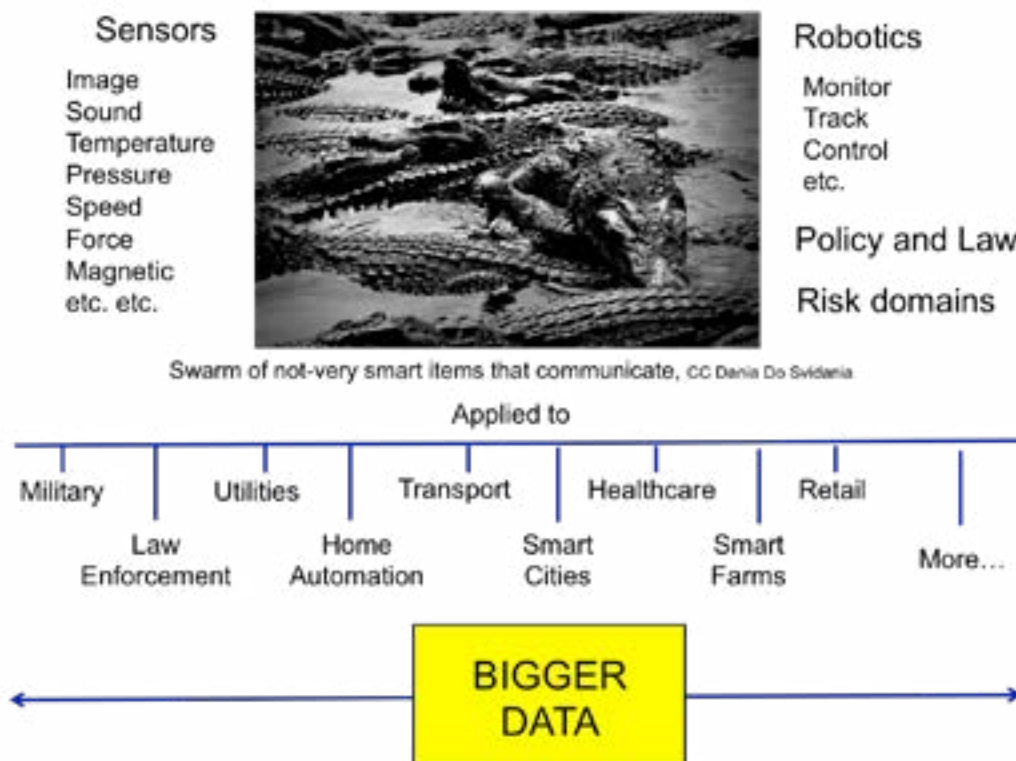 Sensors
Image
Sound
Temperature
Pressure
Speed
Force
Magnetic
etc. etc.
Robotics
Monitor
Track
Control
etc.
Policy and Law
Risk domains
Swarm of not-very smart items that communicate, CC Dania Do Svidania
Applied to
Military
Law
Enforcement
Utilities
Home
Automation
Transport
Smart
Cities
Healthcare
Smart
Farms
Retail
More...
BIGGER
DATA